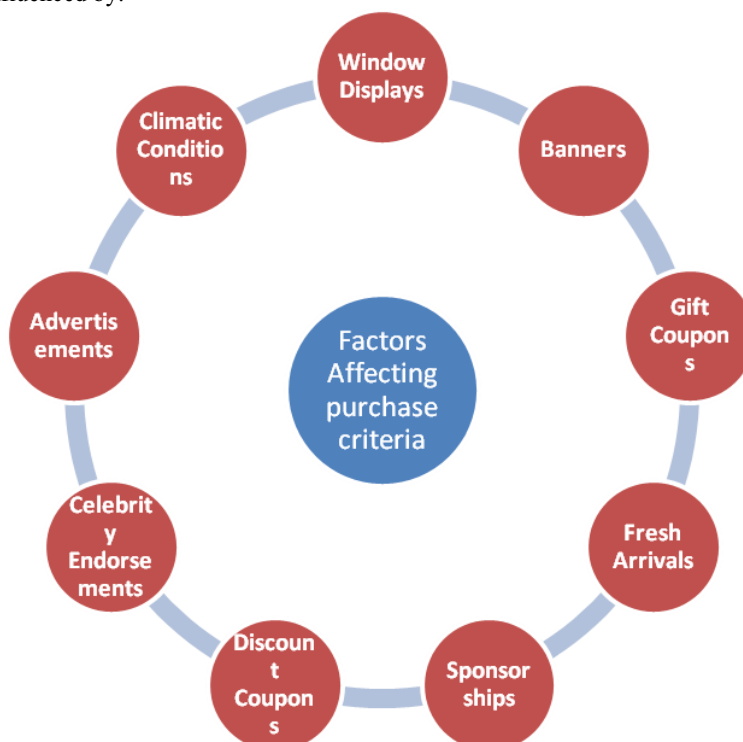 influenced by:
Window
Displays
Banners
Gift
Coupon
s
Fresh
Arrivals
Sponsor
ships
Discoun
t
Coupon
s
Celebrit
y
Endorse
ments
Advertis
ements
Climatic
Conditio
ns
Factors
Affecting
purchase
criteria